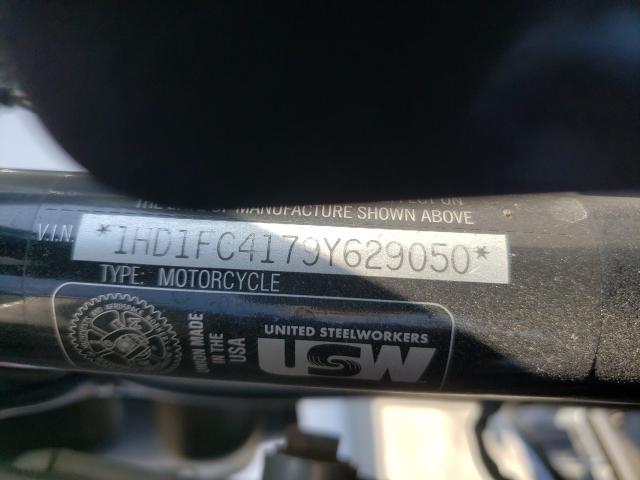 MANUFACTURE SHOWN ABOVE
V.I.N. *1HD1FC4179Y629050*
TYPE: MOTORCYCLE
UNION MADE
IN THE
USA
UNITED STEELWORKERS
USW